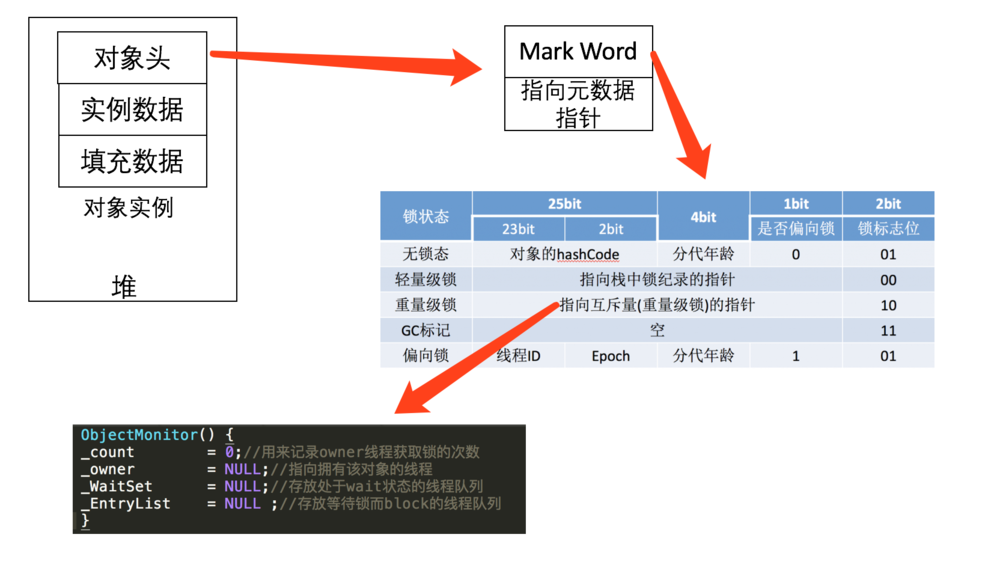 对象头
实例数据
填充数据
对象实例
堆
Mark Word
指向元数据
指针
锁状态 25bit 4bit 1bit 2bit
23bit 2bit 是否偏向锁 锁标志位
无锁态 对象的hashCode 分代年龄 0 01
轻量级锁 指向栈中锁纪录的指针 00
重量级锁 指向互斥量(重量级锁)的指针 10
GC标记 空 11
偏向锁 线程ID Epoch 分代年龄 1 01
ObjectMonitor() {
_count = 0;//用来记录owner线程获取锁的次数
_owner = NULL;//指向拥有该对象的线程
_WaitSet = NULL;//存放处于wait状态的线程队列
_EntryList = NULL ;//存放等待锁而block的线程队列
}